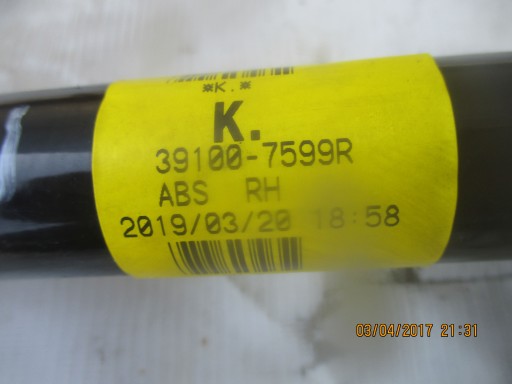 *K.*
K.
39100-7599R
ABS RH
2019/03/20 18:58
03/04/2017 21:31